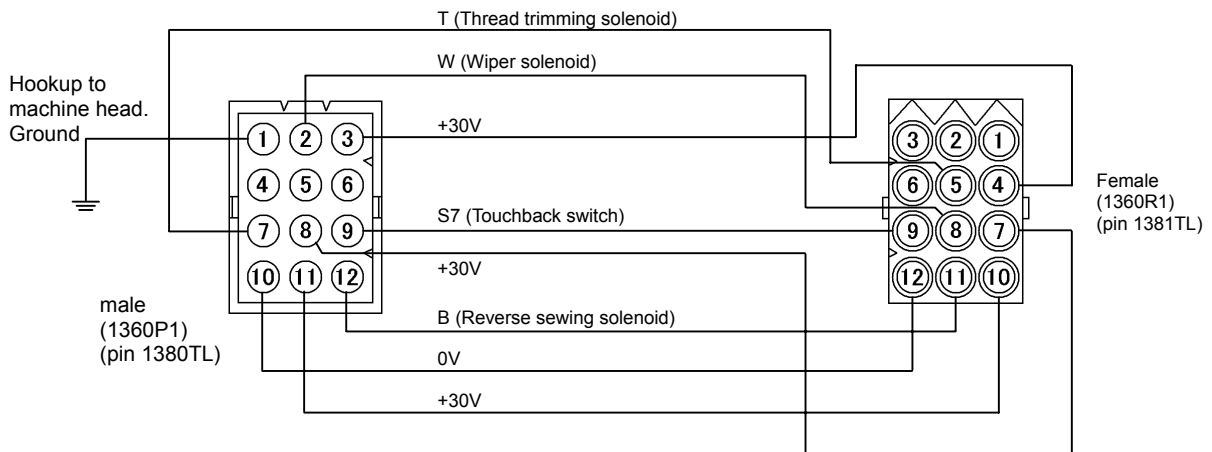 T (Thread trimming solenoid)
W (Wiper solenoid)
Hookup to
machine head.
Ground
+30V
1 2 3
4 5 6
7 8 9
10 11 12
S7 (Touchback switch)
+30V
B (Reverse sewing solenoid)
0V
+30V
male
(1360P1)
(pin 1380TL)
3 2 1
6 5 4
9 8 7
12 11 10
Female
(1360R1)
(pin 1381TL)